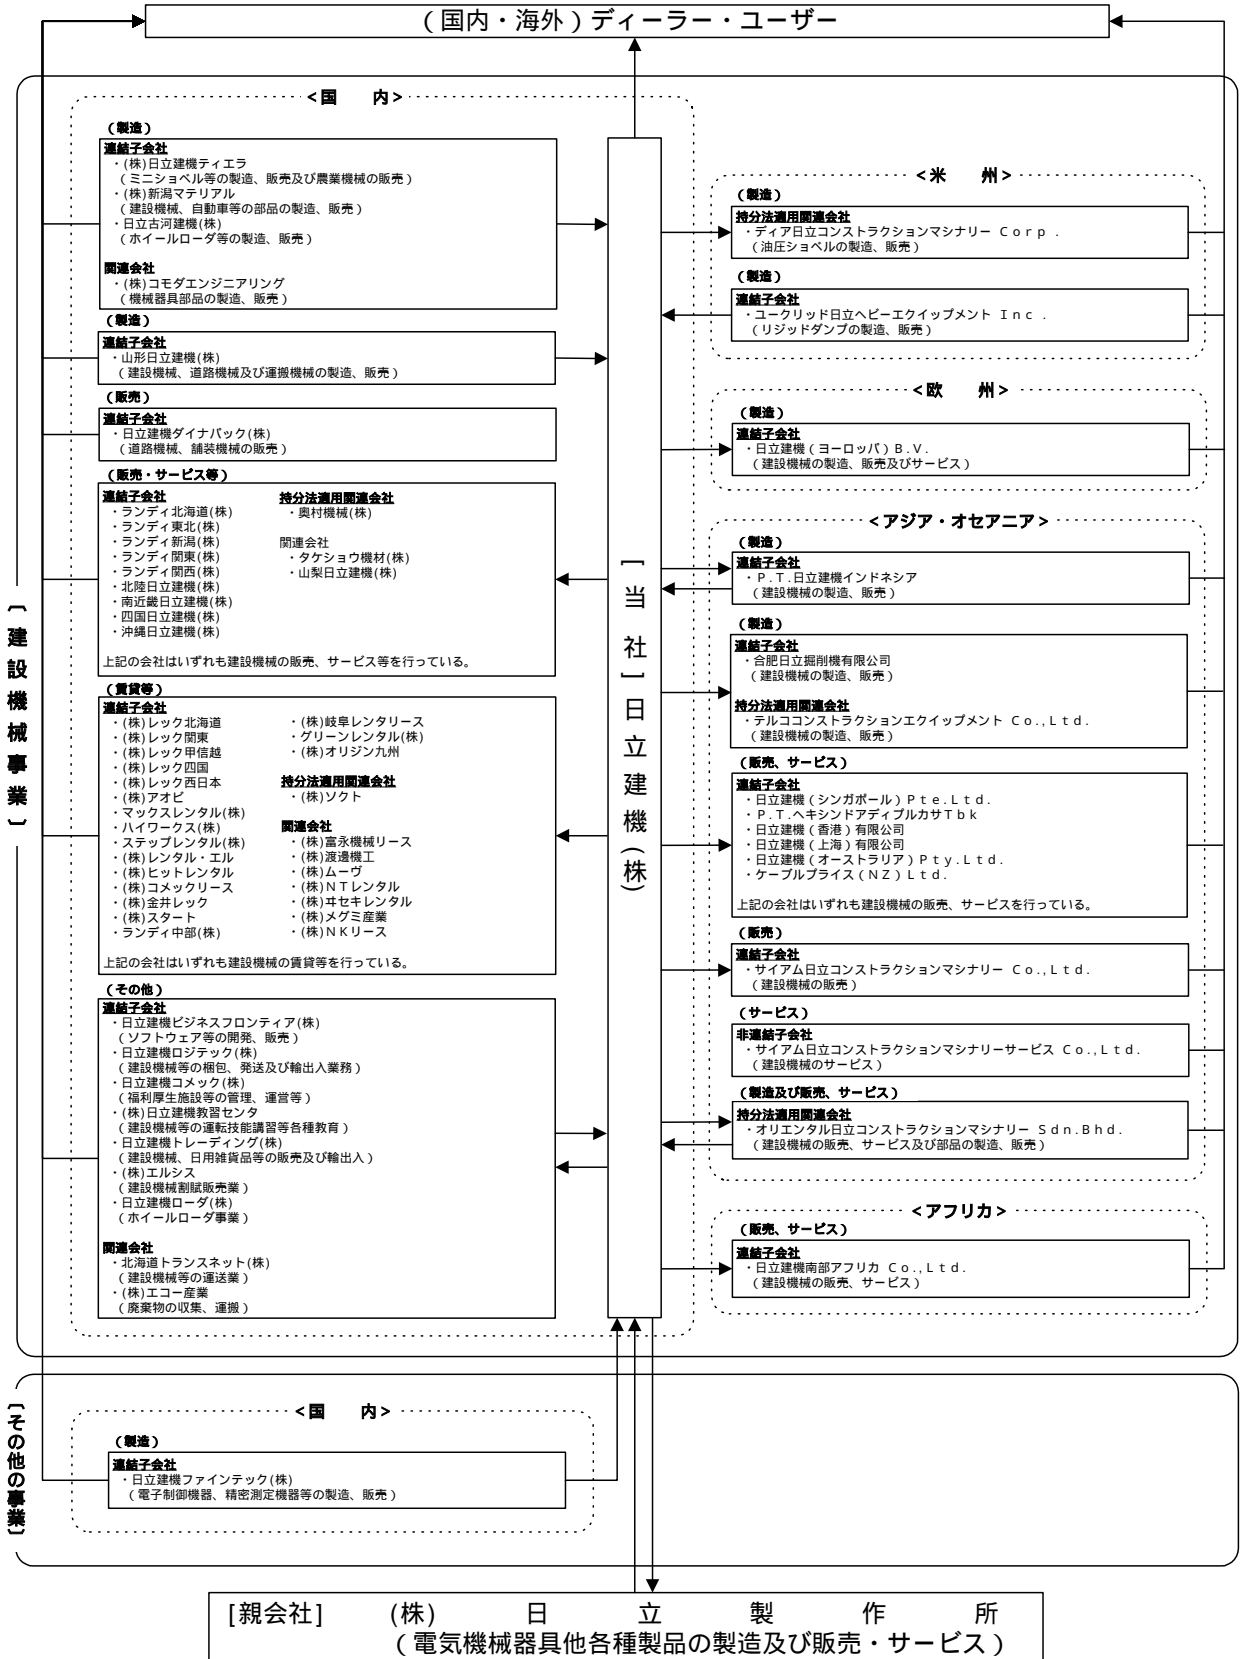 (国内・海外)ディーラー・ユーザー
[建設機械事業]
<国 内>
(製造)
連結子会社
・(株)日立建機ティエラ
(ミニショベル等の製造、販売及び農業機械の販売)
・(株)新潟マテリアル
(建設機械、自動車等の部品の製造、販売)
・日立古河建機(株)
(ホイールローダ等の製造、販売)
関連会社
・(株)コモダエンジニアリング
(機械器具部品の製造、販売)
(製造)
連結子会社
・山形日立建機(株)
(建設機械、道路機械及び運搬機械の製造、販売)
(販売)
連結子会社
・日立建機ダイナパック(株)
(道路機械、舗装機械の販売)
(販売・サービス等)
連結子会社
・ランディ北海道(株)
・ランディ東北(株)
・ランディ新潟(株)
・ランディ関東(株)
・ランディ関西(株)
・北陸日立建機(株)
・南近畿日立建機(株)
・四国日立建機(株)
・沖縄日立建機(株)
持分法適用関連会社
・奥村機械(株)
関連会社
・タケショウ機材(株)
・山梨日立建機(株)
上記の会社はいずれも建設機械の販売、サービス等を行っている。
(賃貸等)
連結子会社
・(株)レック北海道
・(株)レック関東
・(株)レック甲信越
・(株)レック四国
・(株)レック西日本
・(株)アオビ
・マックスレンタル(株)
・ハイワークス(株)
・ステップレンタル(株)
・(株)レンタル・エル
・(株)ヒットレンタル
・(株)コメックリース
・(株)金井レック
・(株)スタート
・ランディ中部(株)
・(株)岐阜レンタリース
・グリーンレンタル(株)
・(株)オリジン九州
持分法適用関連会社
・(株)ソクト
関連会社
・(株)富永機械リース
・(株)渡邊機工
・(株)ムーヴ
・(株)NTレンタル
・(株)ヰセキレンタル
・(株)メグミ産業
・(株)NKリース
上記の会社はいずれも建設機械の賃貸等を行っている。
(その他)
連結子会社
・日立建機ビジネスフロンティア(株)
(ソフトウェア等の開発、販売)
・日立建機ロジテック(株)
(建設機械等の梱包、発送及び輸出入業務)
・日立建機コメック(株)
(福利厚生施設等の管理、運営等)
・(株)日立建機教習センタ
(建設機械等の運転技能講習等各種教育)
・日立建機トレーディング(株)
(建設機械、日用雑貨品等の販売及び輸出入)
・(株)エルシス
(建設機械割賦販売業)
・日立建機ローダ(株)
(ホイールローダ事業)
関連会社
・北海道トランスネット(株)
(建設機械等の運送業)
・(株)エコー産業
(廃棄物の収集、運搬)
[当社]日立建機(株)
<米 州>
(製造)
持分法適用関連会社
・ディア日立コンストラクションマシナリー Corp.
(油圧ショベルの製造、販売)
(製造)
連結子会社
・ユークリッド日立ヘビーエクイップメント Inc.
(リジッドダンプの製造、販売)
<欧 州>
(製造)
連結子会社
・日立建機(ヨーロッパ)B.V.
(建設機械の製造、販売及びサービス)
<アジア・オセアニア>
(製造)
連結子会社
・P.T.日立建機インドネシア
(建設機械の製造、販売)
(製造)
連結子会社
・合肥日立掘削機有限公司
(建設機械の製造、販売)
持分法適用関連会社
・テルココンストラクションエクイップメント Co.,Ltd.
(建設機械の製造、販売)
(販売、サービス)
連結子会社
・日立建機(シンガポール)Pte.Ltd.
・P.T.ヘキシンドアディプルカサTbk
・日立建機(香港)有限公司
・日立建機(上海)有限公司
・日立建機(オーストラリア)Pty.Ltd.
・ケーブルプライス(NZ)Ltd.
上記の会社はいずれも建設機械の販売、サービスを行っている。
(販売)
連結子会社
・サイアム日立コンストラクションマシナリー Co.,Ltd.
(建設機械の販売)
(サービス)
非連結子会社
・サイアム日立コンストラクションマシナリーサービス Co.,Ltd.
(建設機械のサービス)
(製造及び販売、サービス)
持分法適用関連会社
・オリエンタル日立コンストラクションマシナリー Sdn.Bhd.
(建設機械の販売、サービス及び部品の製造、販売)
<アフリカ>
(販売、サービス)
連結子会社
・日立建機南部アフリカ Co.,Ltd.
(建設機械の販売、サービス)
[その他の事業]
<国 内>
(製造)
連結子会社
・日立建機ファインテック(株)
(電子制御機器、精密測定機器等の製造、販売)
[親会社] (株) 日 立 製 作 所
(電気機械器具他各種製品の製造及び販売・サービス)